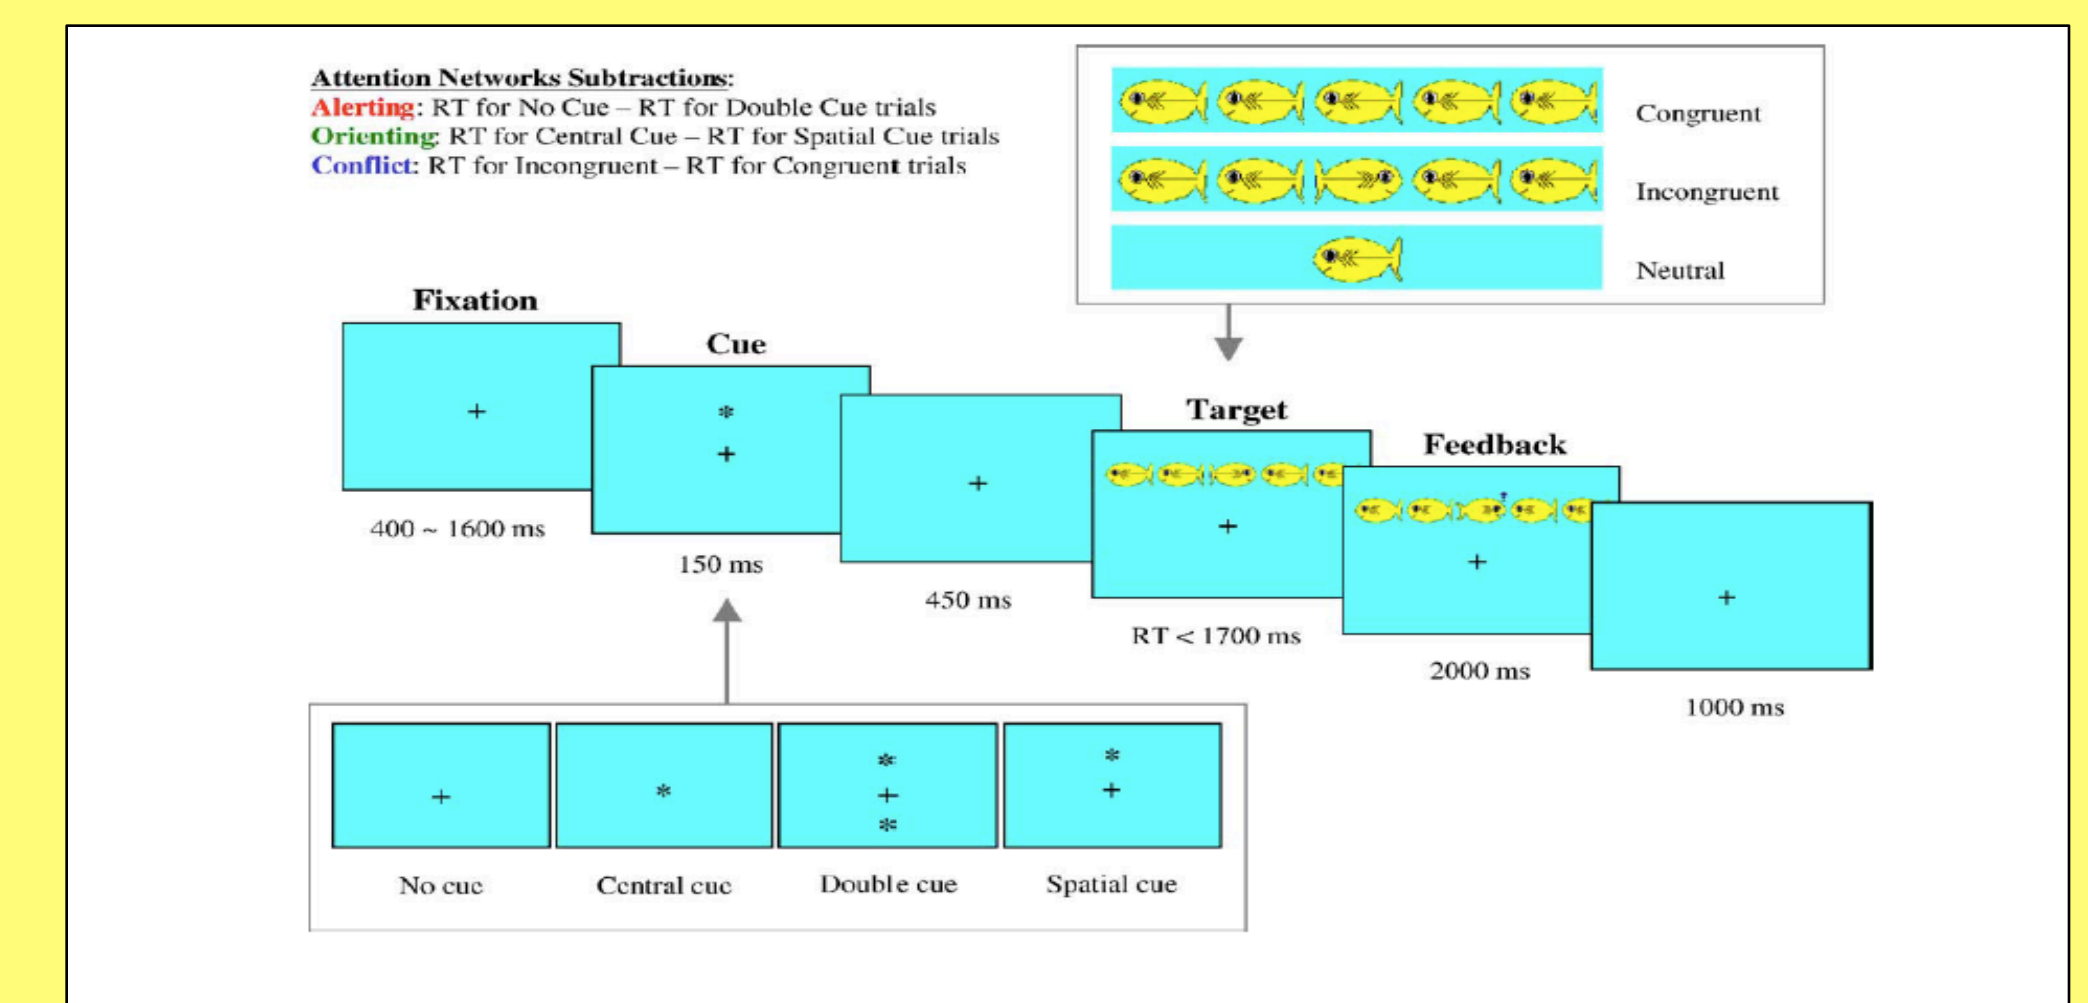 Attention Networks Subtractions:
Alerting: RT for No Cue – RT for Double Cue trials
Orienting: RT for Central Cue – RT for Spatial Cue trials
Conflict: RT for Incongruent – RT for Congruent trials
Congruent
Incongruent
Neutral
Fixation
Cue
*
+
+
+
Target
+
Feedback
+
+
400 ~ 1600 ms
150 ms
450 ms
RT < 1700 ms
2000 ms
1000 ms
+
*
*
+
*
*
+
No cue
Central cue
Double cue
Spatial cue